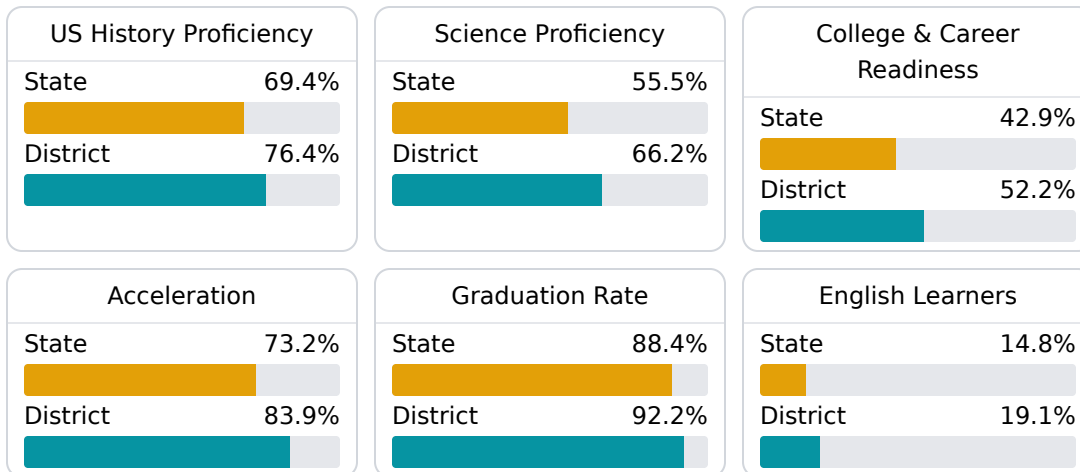 US History Proficiency
State 69.4%
District 76.4%
Science Proficiency
State 55.5%
District 66.2%
College & Career
Readiness
State 42.9%
District 52.2%
Acceleration
State 73.2%
District 83.9%
Graduation Rate
State 88.4%
District 92.2%
English Learners
State 14.8%
District 19.1%